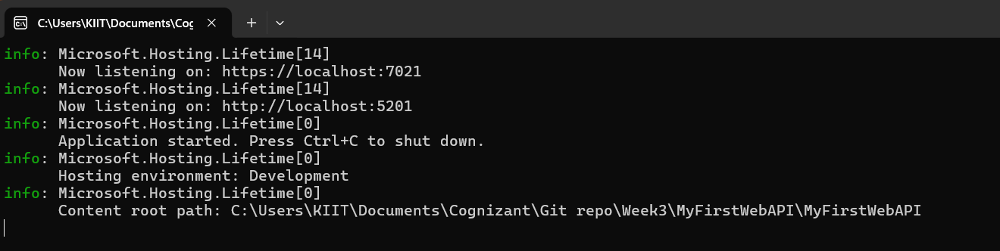 C:\Users\KIIT\Documents\Cog
info: Microsoft.Hosting.Lifetime[14]
Now listening on: https://localhost:7021
info: Microsoft.Hosting.Lifetime[14]
Now listening on: http://localhost:5201
info: Microsoft.Hosting.Lifetime[0]
Application started. Press Ctrl+C to shut down.
info: Microsoft.Hosting.Lifetime[0]
Hosting environment: Development
info: Microsoft.Hosting.Lifetime[0]
Content root path: C:\Users\KIIT\Documents\Cognizant\Git repo\Week3\MyFirstWebAPI\MyFirstWebAPI